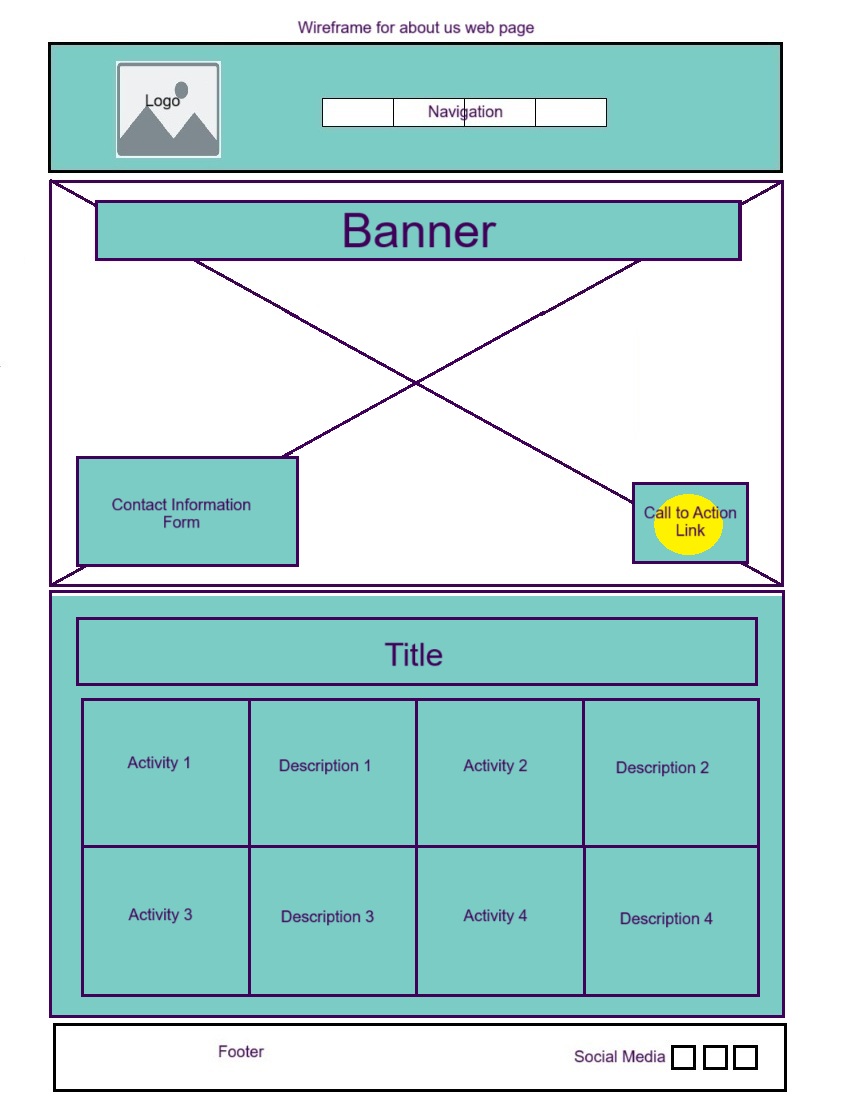 Wireframe for about us web page
Logo
Navigation
Banner
Contact Information
Form
Call to Action
Link
Title
Activity 1
Description 1
Activity 2
Description 2
Activity 3
Description 3
Activity 4
Description 4
Footer
Social Media